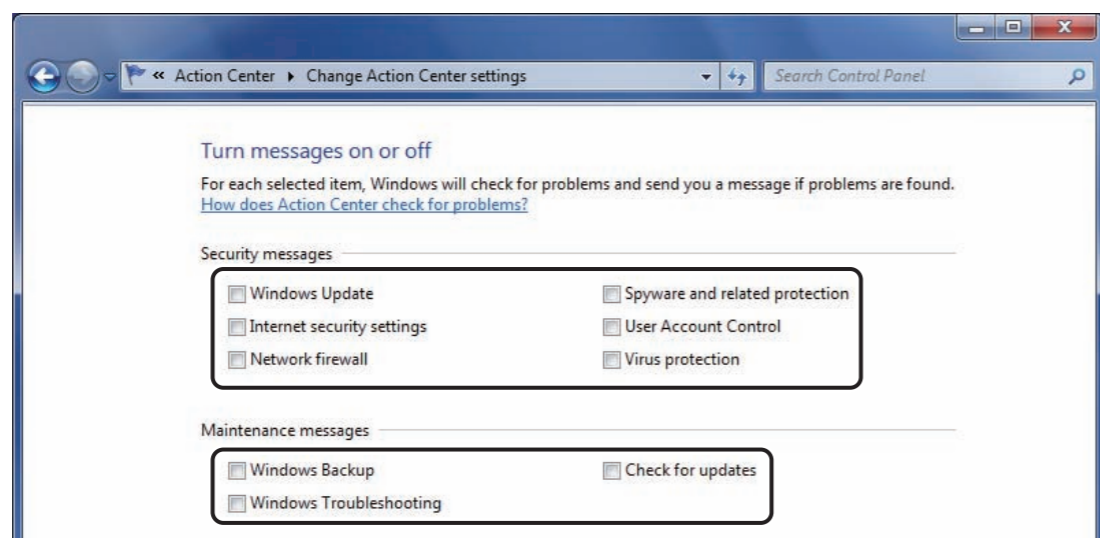 « Action Center ▸ Change Action Center settings
Search Control Panel
Turn messages on or off
For each selected item, Windows will check for problems and send you a message if problems are found.
How does Action Center check for problems?
Security messages
Windows Update
Spyware and related protection
Internet security settings
User Account Control
Network firewall
Virus protection
Maintenance messages
Windows Backup
Check for updates
Windows Troubleshooting